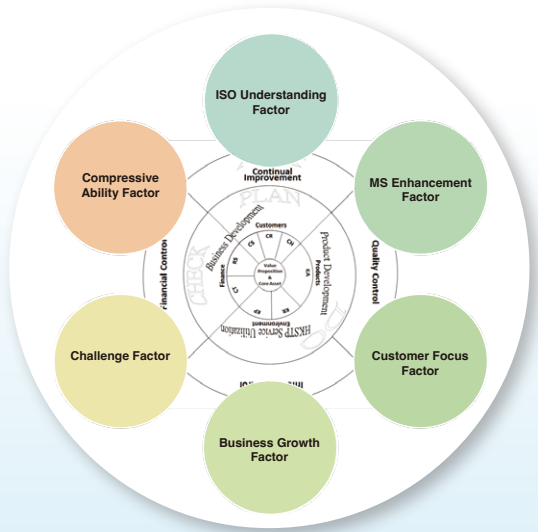 ISO Understanding
Factor
Compressive
Ability Factor
MS Enhancement
Factor
Continual
Improvement
PLAN
Customers
Business Development
Product Development
Products
CS
CR
CH
RS
Finance
Value
Proposition
&
Core Asset
CT
EP
Environment
HKSTP Service Utilization
CHECK
DO
Financial Control
Quality Control
Challenge Factor
Customer Focus
Factor
Business Growth
Factor